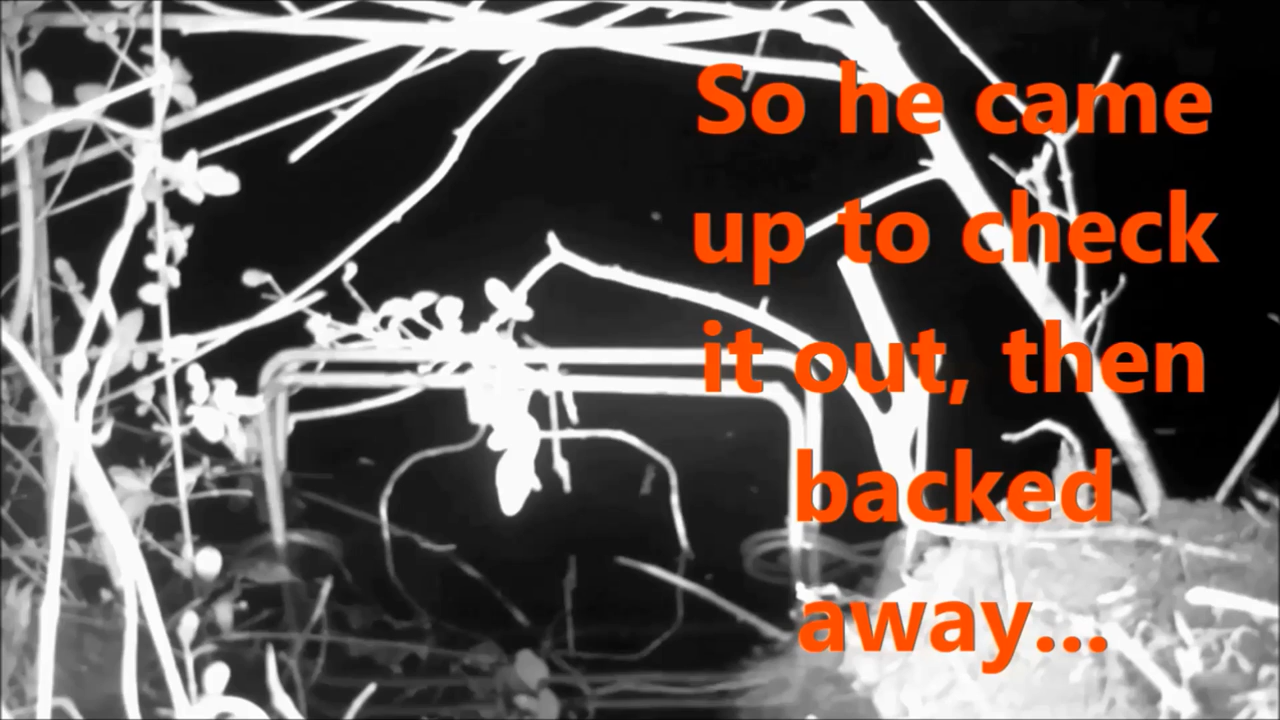 So he came
up to check
it out, then
backed
away...